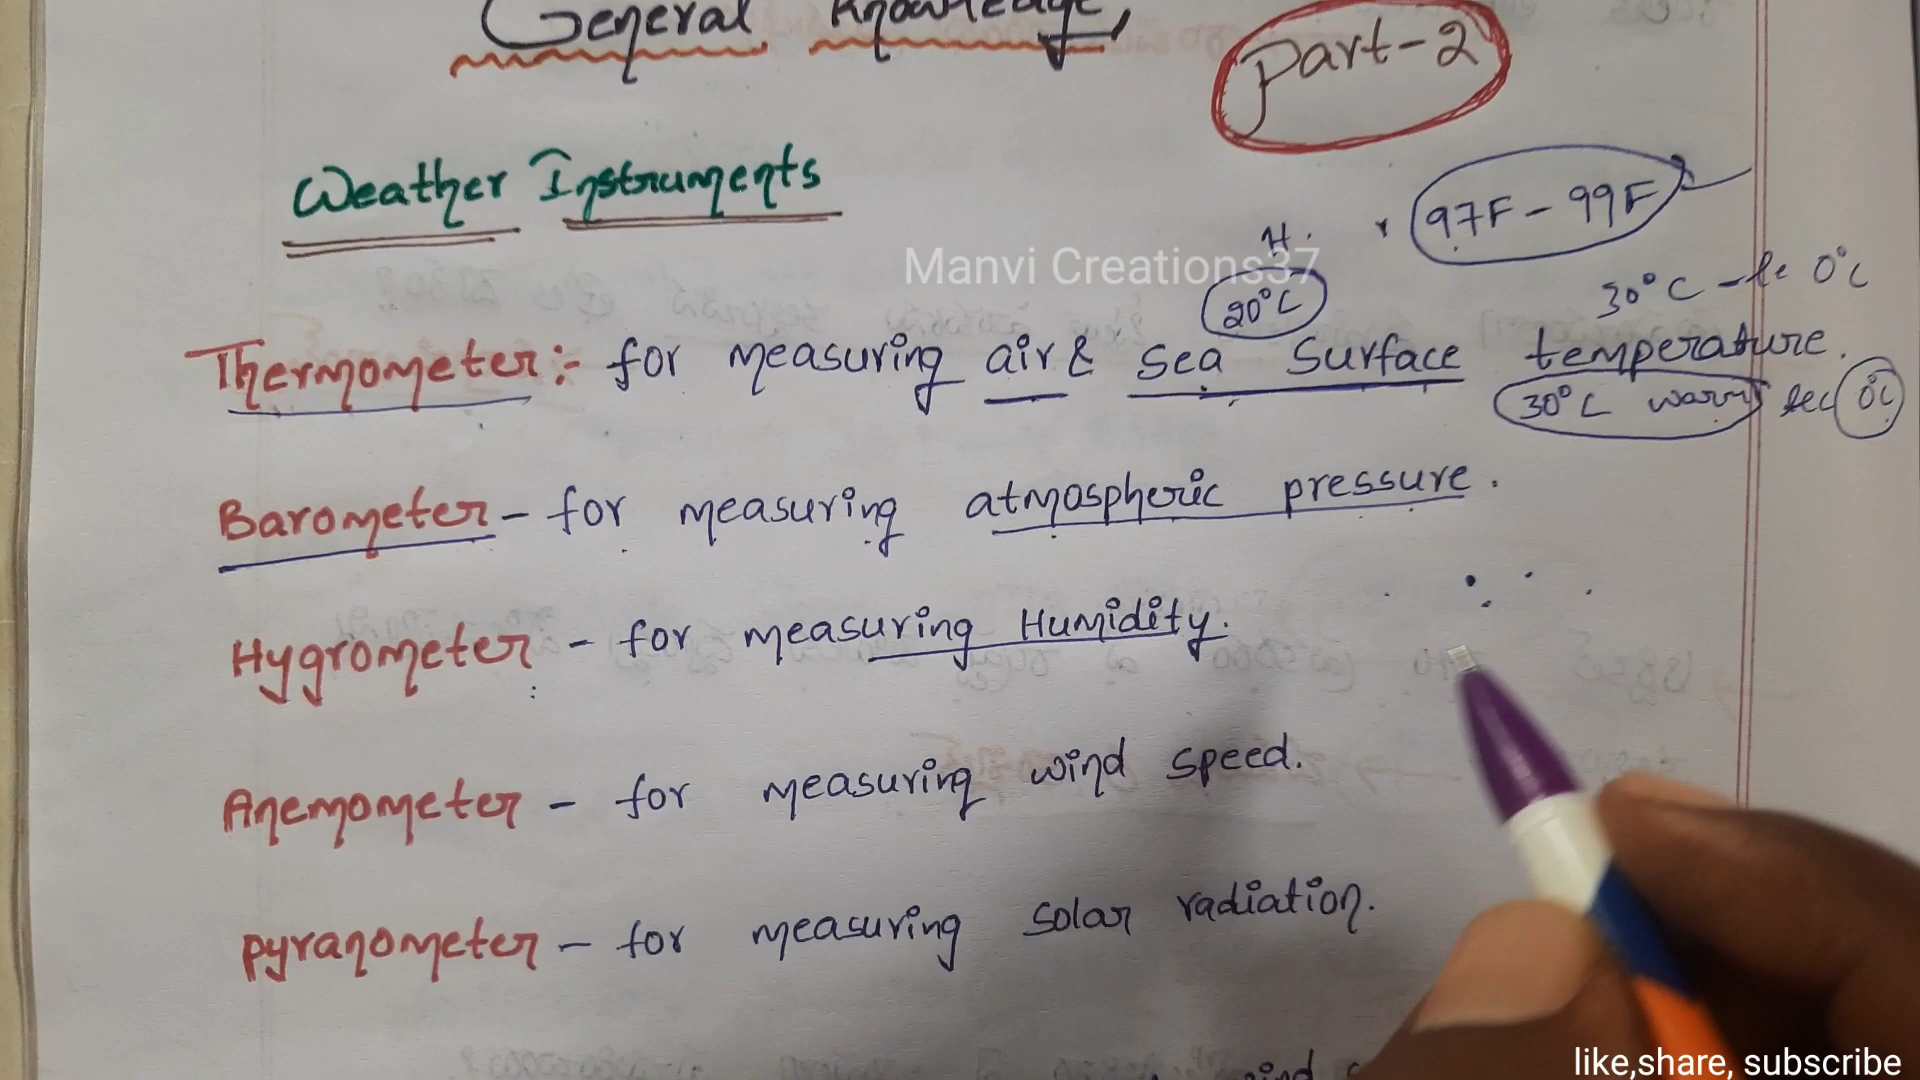 General Knowledge,
Part-2
Weather Instruments
97F - 99F
H.
Manvi Creations37
20°C
30°C - 0°C
Thermometer:- for measuring air & Sea Surface temperature.
30°C warm 0°C
Barometer - for measuring atmospheric pressure.
Hygrometer - for measuring Humidity.
Anemometer - for measuring wind speed.
pyranometer - for measuring solar radiation.
wind
like,share, subscribe